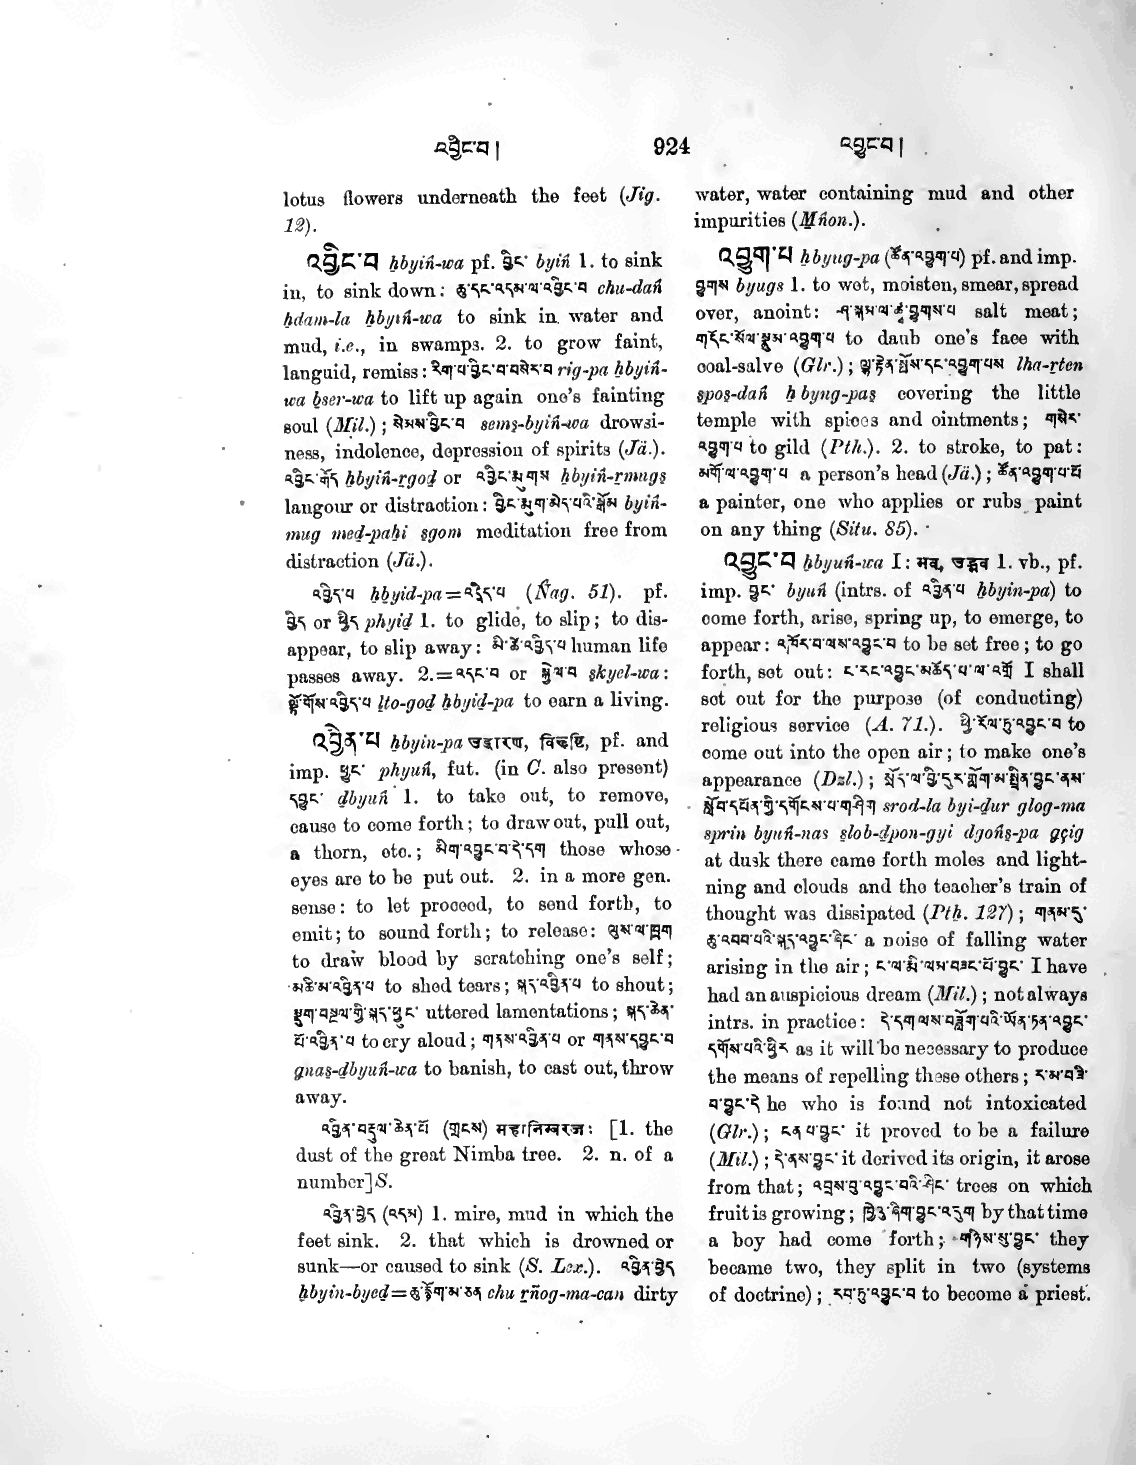 འབྱིང་བ། 924 འབྱུང་བ།
lotus flowers underneath the feet (Jig.
12).
འབྱིང་བ ḥbyiṅ-wa pf. བྱིང་ byiṅ 1. to sink
in, to sink down: ཆུ་དང་འདམ་ལ་འབྱིང་བ chu-daṅ
ḥdam-la ḥbyiṅ-wa to sink in water and
mud, i.e., in swamps. 2. to grow faint,
languid, remiss: རིག་པ་འབྱིང་བ་བསེར་བ rig-pa ḥbyiṅ-
wa bser-wa to lift up again one's fainting
soul (Mil.); སེམས་བྱིང་བ sems-byiṅ-wa drowsi-
ness, indolence, depression of spirits (Jä.).
འབྱིང་རྒོད ḥbyiṅ-rgod or འབྱིང་རྨུགས ḥbyiṅ-rmugs
langour or distraction: བྱིང་རྨུག་མེད་པའི་སྒོམ byiṅ-
mug med-paḥi sgom meditation free from
distraction (Jä.).
འབྱིད་པ ḥbyid-pa= (Ñag. 51). pf.
བྱིད or ཕྱིད phyid 1. to glide, to slip; to dis-
appear, to slip away: མི་ཚེ་འབྱིད་པ human life
passes away. 2.=འདང་བ or སྐྱེལ་བ skyel-wa:
ལྟོ་གོས་འབྱིད་པ lto-god ḥbyid-pa to earn a living.
འབྱིན་པ ḥbyin-pa उद्धारण, pf. and
imp. ཕྱུང་ phyuṅ, fut. (in C. also present)
དབྱུང་ dbyuṅ 1. to take out, to remove,
cause to come forth; to draw out, pull out,
a thorn, etc.; མིག་འབྱུང་བ་དེ་དག those whose
eyes are to be put out. 2. in a more gen.
sense: to let proceed, to send forth, to
emit; to sound forth; to release: ལུས་ལ་ཁྲག
to draw blood by scratching one's self;
མཆི་མ་འབྱིན་པ to shed tears; སྐད་འབྱིན་པ to shout;
སྡུག་བསྔལ་གྱི་སྐད་ཕྱུང་ uttered lamentations; སྐད་ཆེན་
པོ་འབྱིན་པ to cry aloud; གནས་འབྱིན་པ or གནས་དབྱུང་བ
gnas-dbyuṅ-wa to banish, to cast out, throw
away.
འབྱིན་བདུལ་ཆེན་པོ (གྲངས) महानिम्बरजः [1. the
dust of the great Nimba tree. 2. n. of a
number]S.
འབྱིན་བྱེད (འདམ) 1. mire, mud in which the
feet sink. 2. that which is drowned or
sunk—or caused to sink (S. Lex.). འབྱིན་བྱེད
ḥbyin-byed=ཆུ་རྙོག་མ་ཅན chu rñog-ma-can dirty
water, water containing mud and other
impurities (Mṅon.).
འབྱུག་པ ḥbyug-pa (ཚོན་འབྱུག་པ) pf. and imp.
བྱུགས byugs 1. to wet, moisten, smear, spread
over, anoint: ཤ་སྐམ་ལ་ཚྭ་བྱུགས་པ salt meat;
གདོང་སོལ་སྣུམ་འབྱུག་པ to daub one's face with
coal-salve (Glr.); ལྷ་རྟེན་སྤོས་དང་འབྱུག་པས lha-rten
spos-daṅ ḥbyug-pas covering the little
temple with spices and ointments; གསེར་
འབྱུག་པ to gild (Pth.). 2. to stroke, to pat:
མགོ་ལ་འབྱུག་པ a person's head (Jä.); ཚོན་འབྱུག་པ་པོ
a painter, one who applies or rubs paint
on any thing (Situ. 85).
འབྱུང་བ ḥbyuṅ-wa I: भव, उद्भव 1. vb., pf.
imp. བྱུང་ byuṅ (intrs. of འབྱིན་པ ḥbyin-pa) to
come forth, arise, spring up, to emerge, to
appear: འཁོར་བ་ལས་འབྱུང་བ to be set free; to go
forth, set out: ང་རང་འབྱུང་མཆོད་པ་ལ་འགྲོ I shall
set out for the purpose (of conducting)
religious service (A. 71.). ཕྱི་རོལ་ཏུ་འབྱུང་བ to
come out into the open air; to make one's
appearance (Dzl.); སྲོད་ལ་བྱི་དུར་གློག་མ་སྤྲིན་བྱུང་ནས་
སློབ་དཔོན་གྱི་དགོངས་པ་གཤིག srod-la byi-dur glog-ma
sprin byuṅ-nas slob-dpon-gyi dgoṅs-pa gçig
at dusk there came forth moles and light-
ning and clouds and the teacher's train of
thought was dissipated (Pth. 127); གནམ་དུ་
ཆུ་འབབ་པའི་སྐད་འབྱུང་ཞིང་ a noise of falling water
arising in the air; ང་ལ་རྨི་ལམ་བཟང་པོ་བྱུང་ I have
had an auspicious dream (Mil.); not always
intrs. in practice: དེ་དག་ལས་བཟློག་པའི་ཡོན་ཏན་འབྱུང་
དགོས་པའི་ཕྱིར as it will be necessary to produce
the means of repelling these others; ར་མ་བཟི་
བ་བྱུང་དེ he who is found not intoxicated
(Glr.); ངན་པ་བྱུང་ it proved to be a failure
(Mil.); དེ་ནས་བྱུང་ it derived its origin, it arose
from that; འབྲས་བུ་འབྱུང་བའི་ཤིང་ trees on which
fruit is growing; ཁྱིའུ་ཞིག་བྱུང་འདུག by that time
a boy had come forth; གཉིས་སུ་བྱུང་ they
became two, they split in two (systems
of doctrine); རབ་ཏུ་འབྱུང་བ to become a priest.